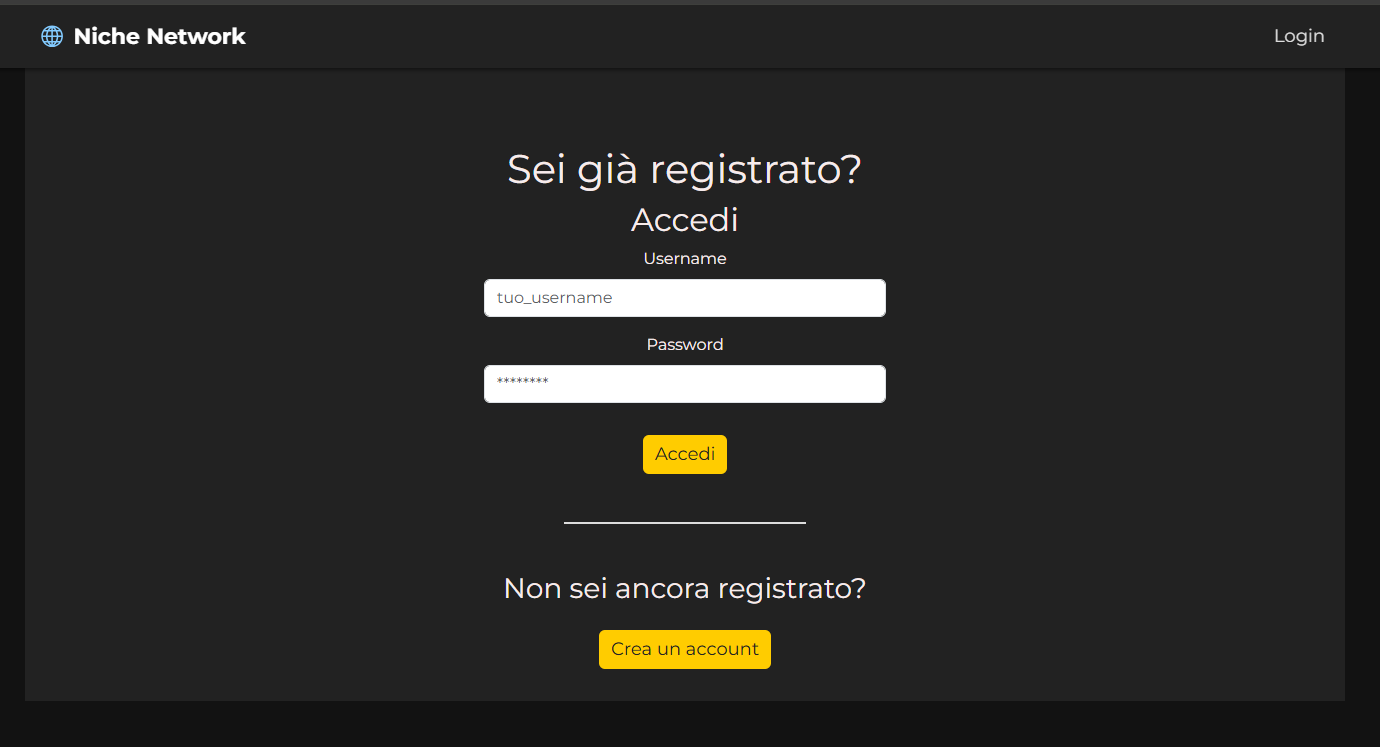 Niche Network
Login
Sei già registrato?
Accedi
Username
tuo_username
Password
********
Accedi
Non sei ancora registrato?
Crea un account